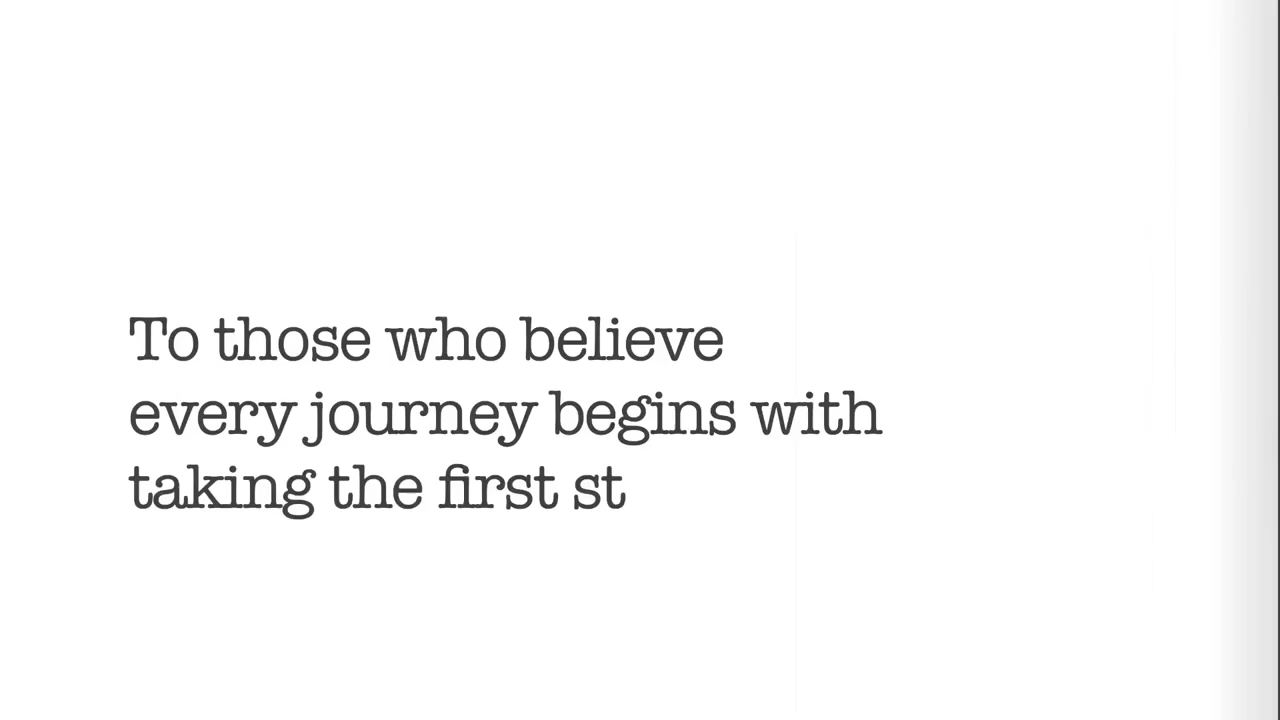 To those who believe
every journey begins with
taking the first st